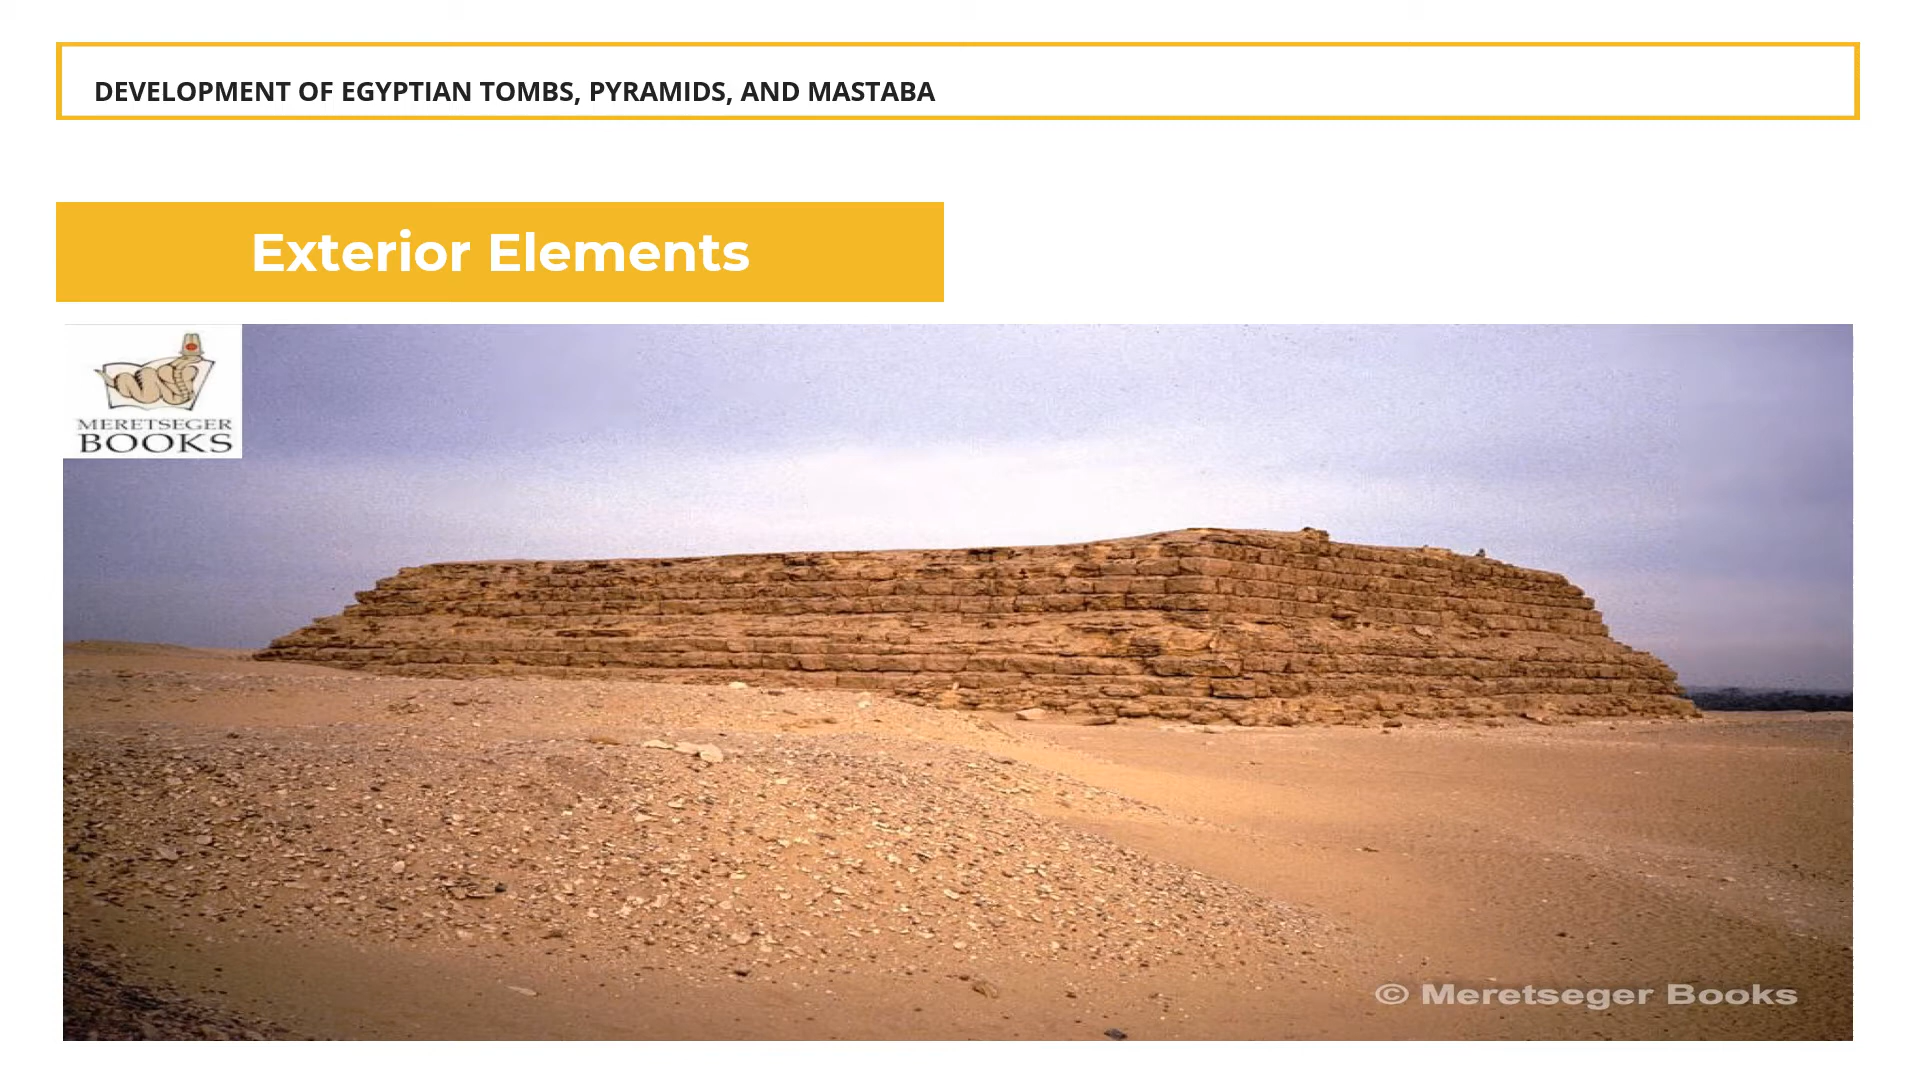 DEVELOPMENT OF EGYPTIAN TOMBS, PYRAMIDS, AND MASTABA
Exterior Elements
MERETSEGER
BOOKS
© Meretseger Books